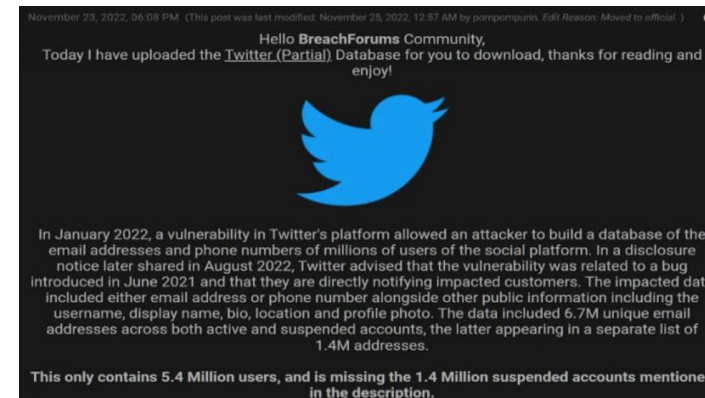 November 23, 2022, 06:08 PM (This post was last modified: November 25, 2022, 12:57 AM by pompompurin. Edit Reason: Moved to official. )
Hello BreachForums Community,
Today I have uploaded the Twitter (Partial) Database for you to download, thanks for reading and
enjoy!
In January 2022, a vulnerability in Twitter's platform allowed an attacker to build a database of the
email addresses and phone numbers of millions of users of the social platform. In a disclosure
notice later shared in August 2022, Twitter advised that the vulnerability was related to a bug
introduced in June 2021 and that they are directly notifying impacted customers. The impacted dat
included either email address or phone number alongside other public information including the
username, display name, bio, location and profile photo. The data included 6.7M unique email
addresses across both active and suspended accounts, the latter appearing in a separate list of
1.4M addresses.
This only contains 5.4 Million users, and is missing the 1.4 Million suspended accounts mentione
in the description.